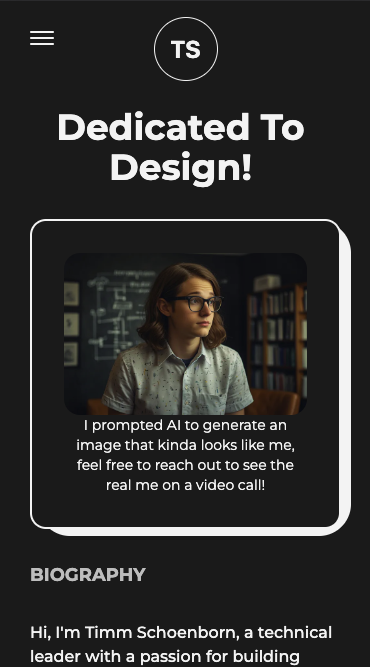 TS
Dedicated To
Design!
I prompted AI to generate an
image that kinda looks like me,
feel free to reach out to see the
real me on a video call!
BIOGRAPHY
Hi, I'm Timm Schoenborn, a technical
leader with a passion for building